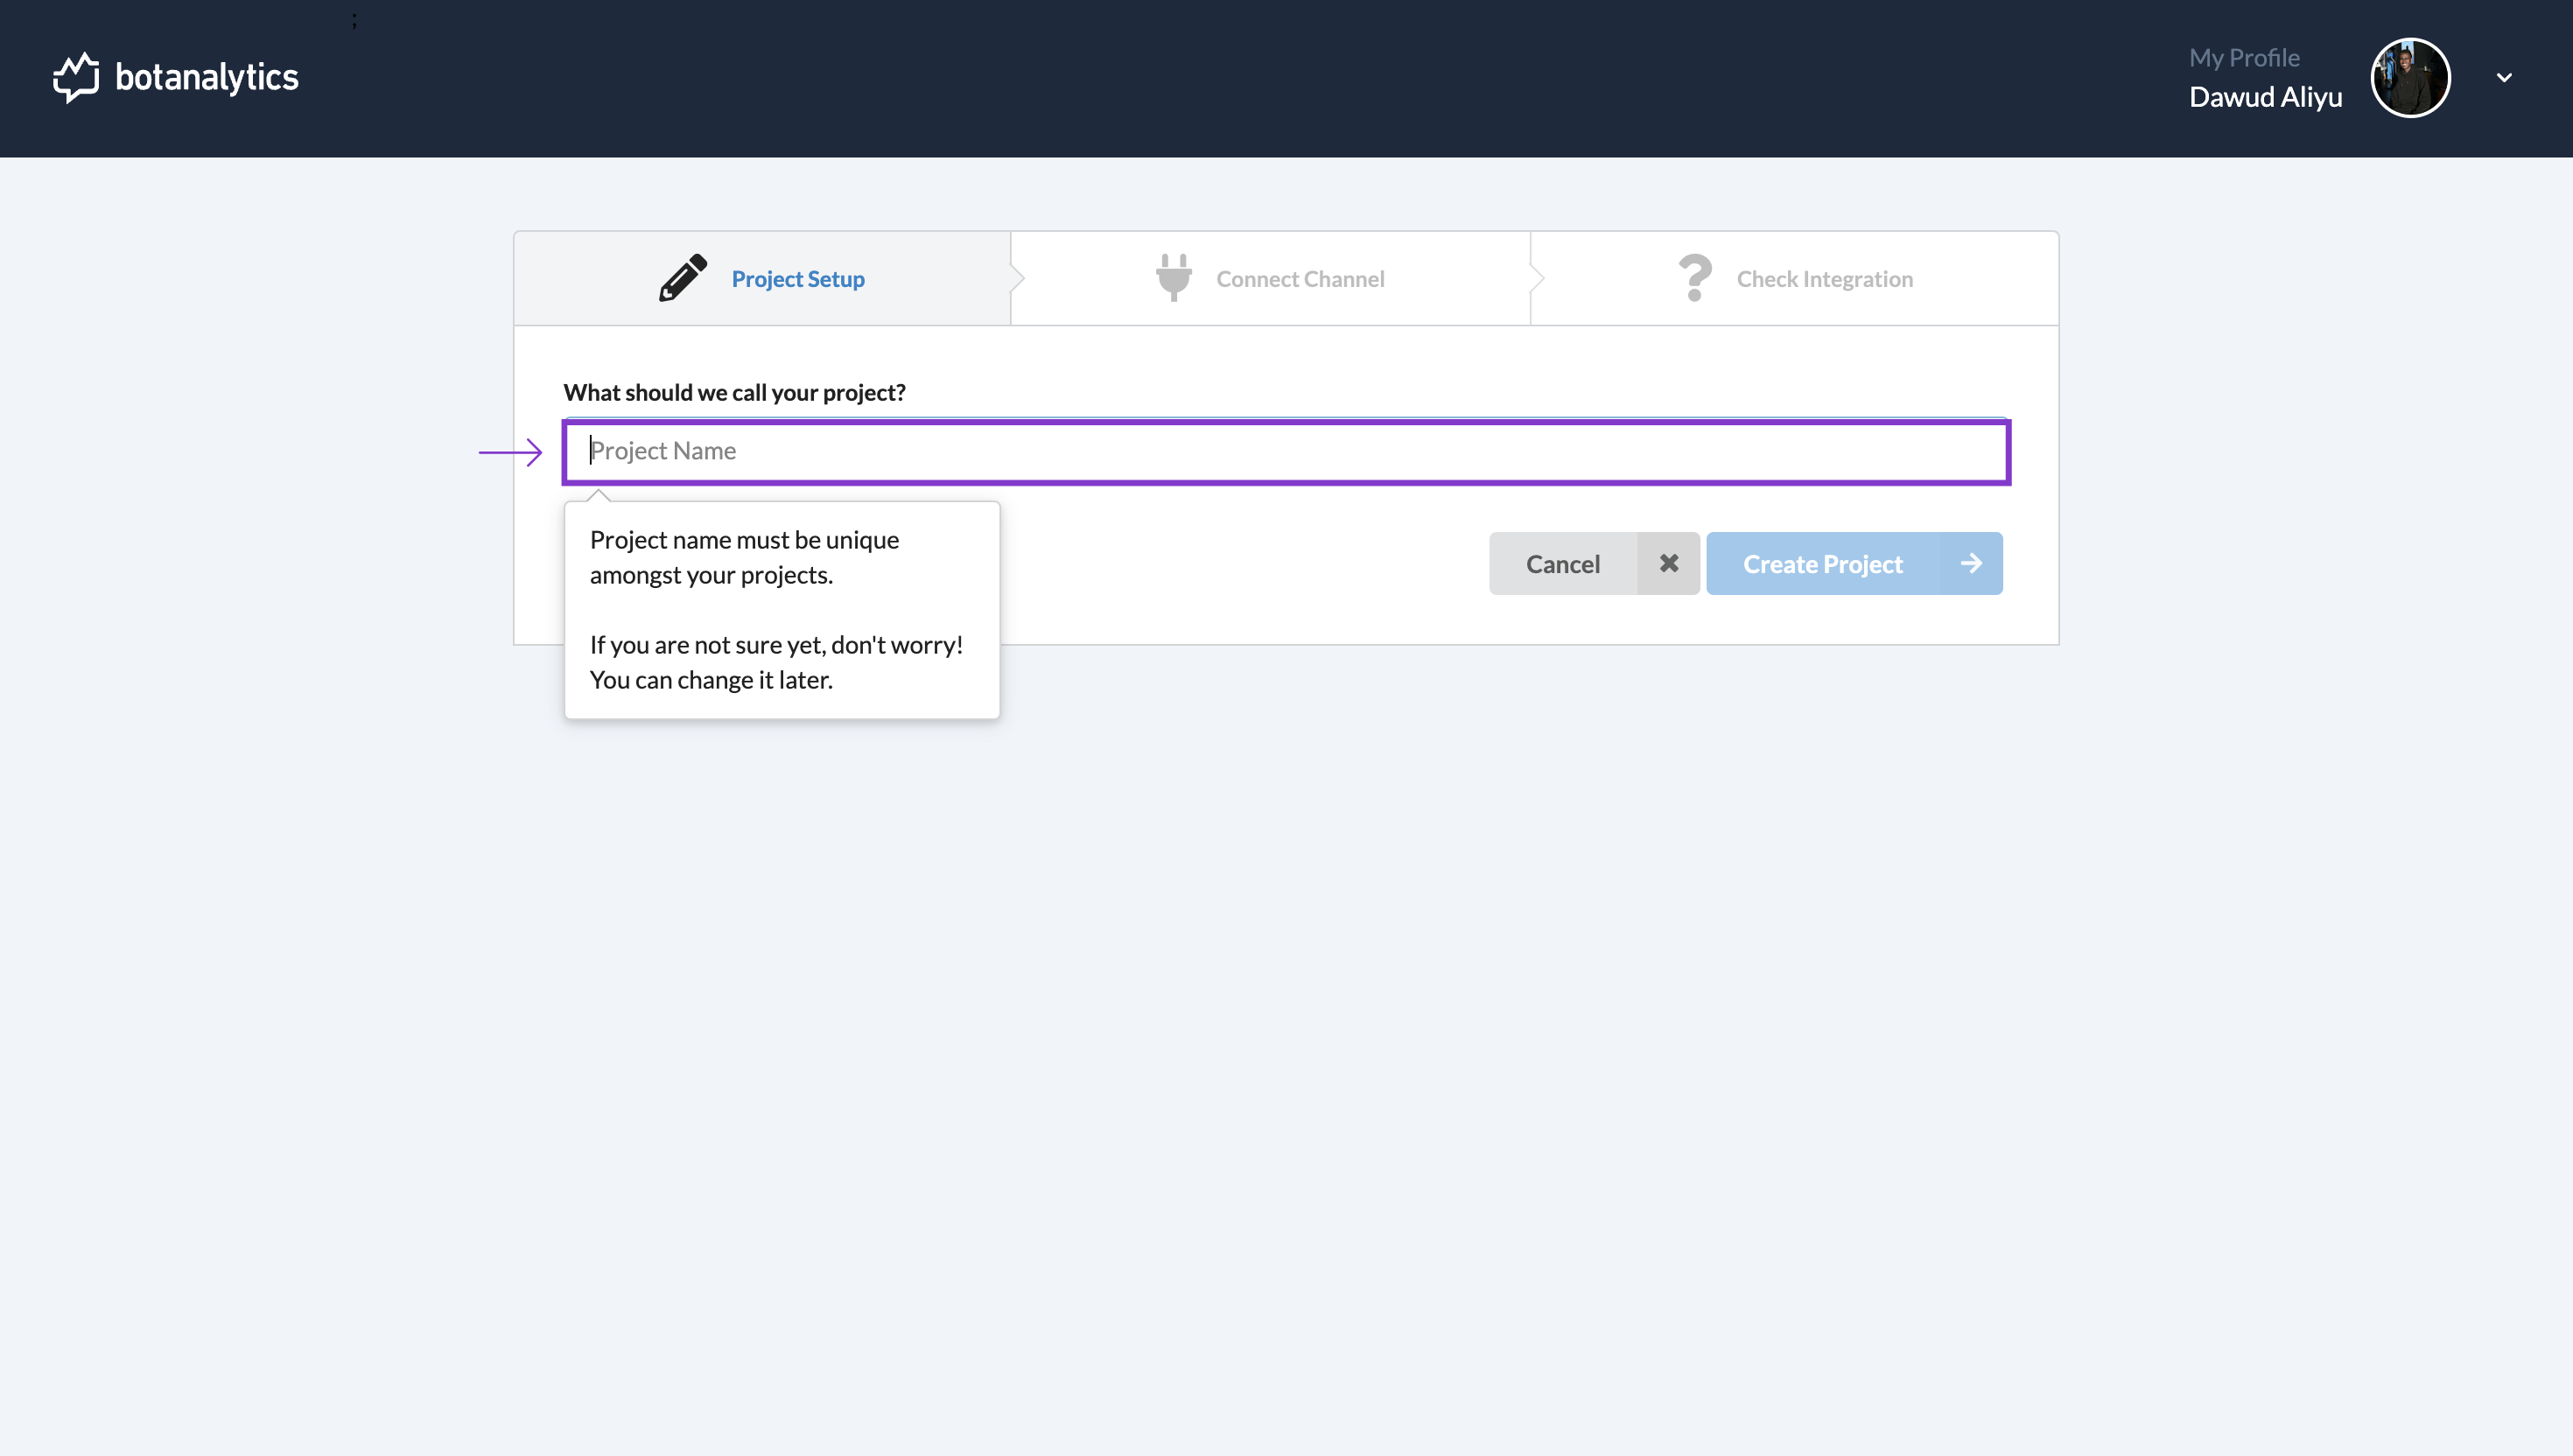 ;
botanalytics
My Profile
Dawud Aliyu
Project Setup
Connect Channel
Check Integration
What should we call your project?
Project Name
Project name must be unique
amongst your projects.
If you are not sure yet, don't worry!
You can change it later.
Cancel
Create Project